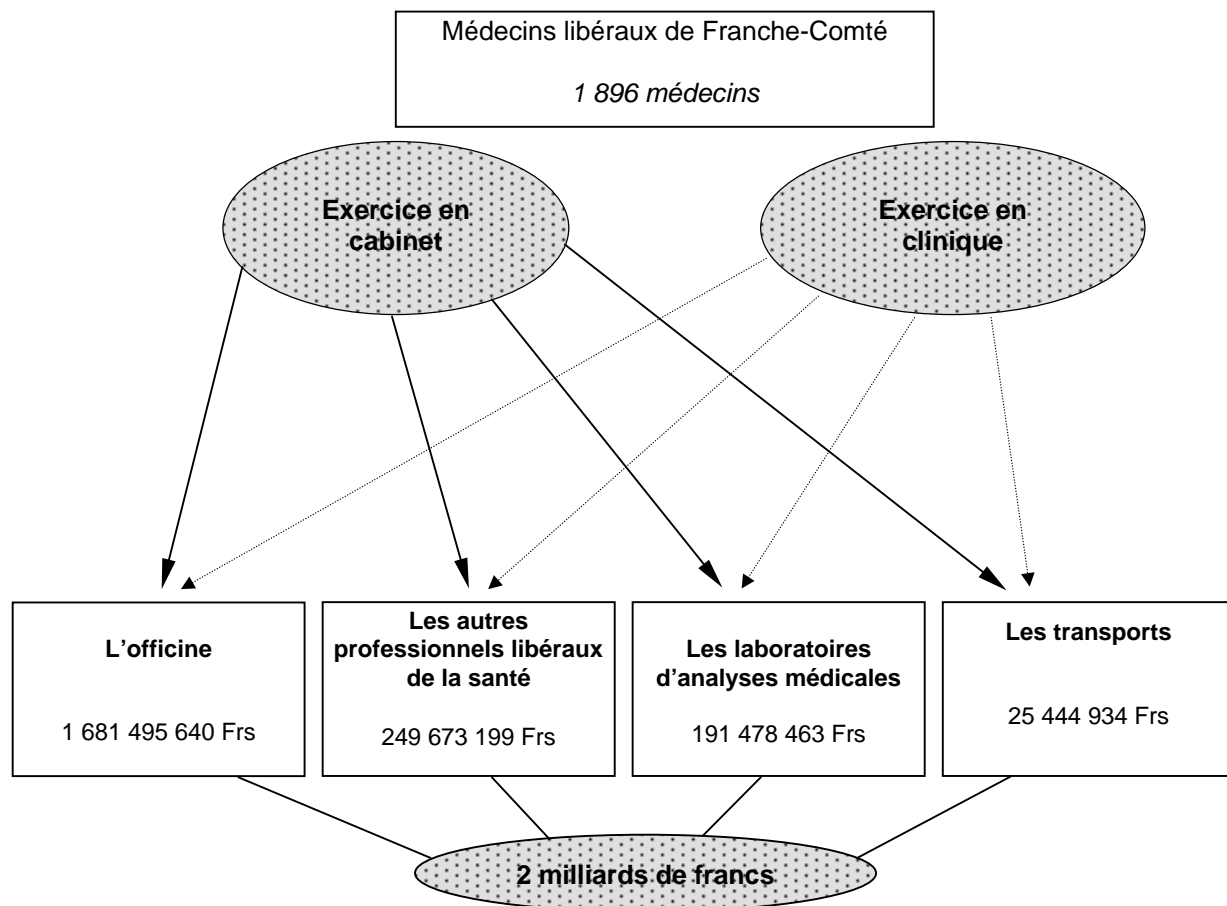 Médecins libéraux de Franche-Comté
1 896 médecins
Exercice en
cabinet
Exercice en
clinique
L'officine
1 681 495 640 Frs
Les autres
professionnels libéraux
de la santé
249 673 199 Frs
Les laboratoires
d'analyses médicales
191 478 463 Frs
Les transports
25 444 934 Frs
2 milliards de francs